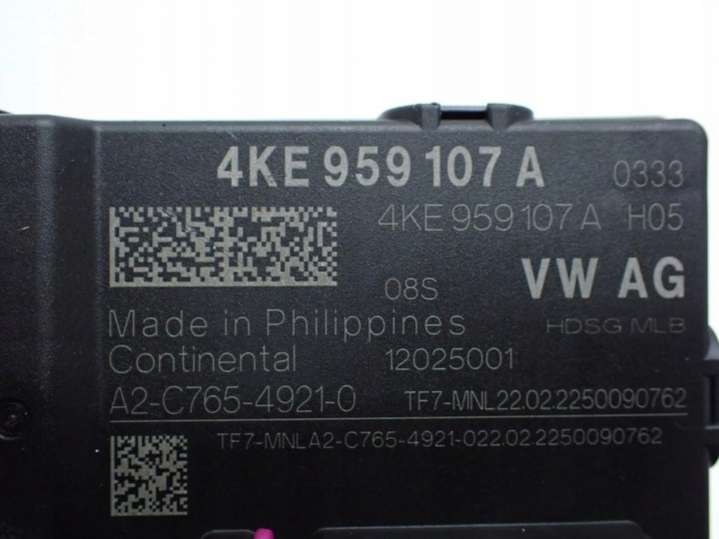 4KE 959 107 A 0333
4KE 959 107 A H05
08S VW AG
Made in Philippines HDSG MLB
Continental 12025001
A2-C765-4921-0 TF7-MNL22.02.2250090762
TF7-MNLA2-C765-4921-022.02.2250090762